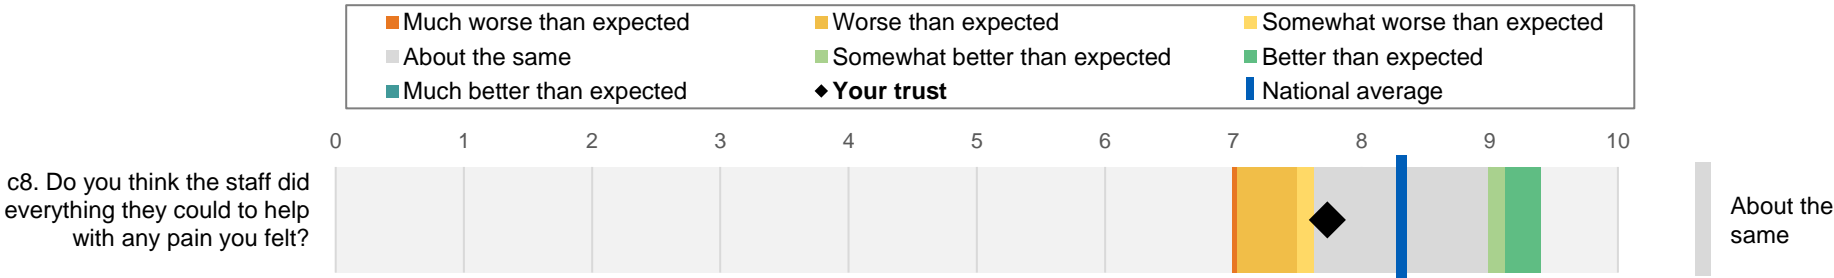 Much worse than expected Worse than expected Somewhat worse than expected
About the same Somewhat better than expected Better than expected
Much better than expected Your trust National average
0 1 2 3 4 5 6 7 8 9 10
c8. Do you think the staff did
everything they could to help
with any pain you felt?
About the
same